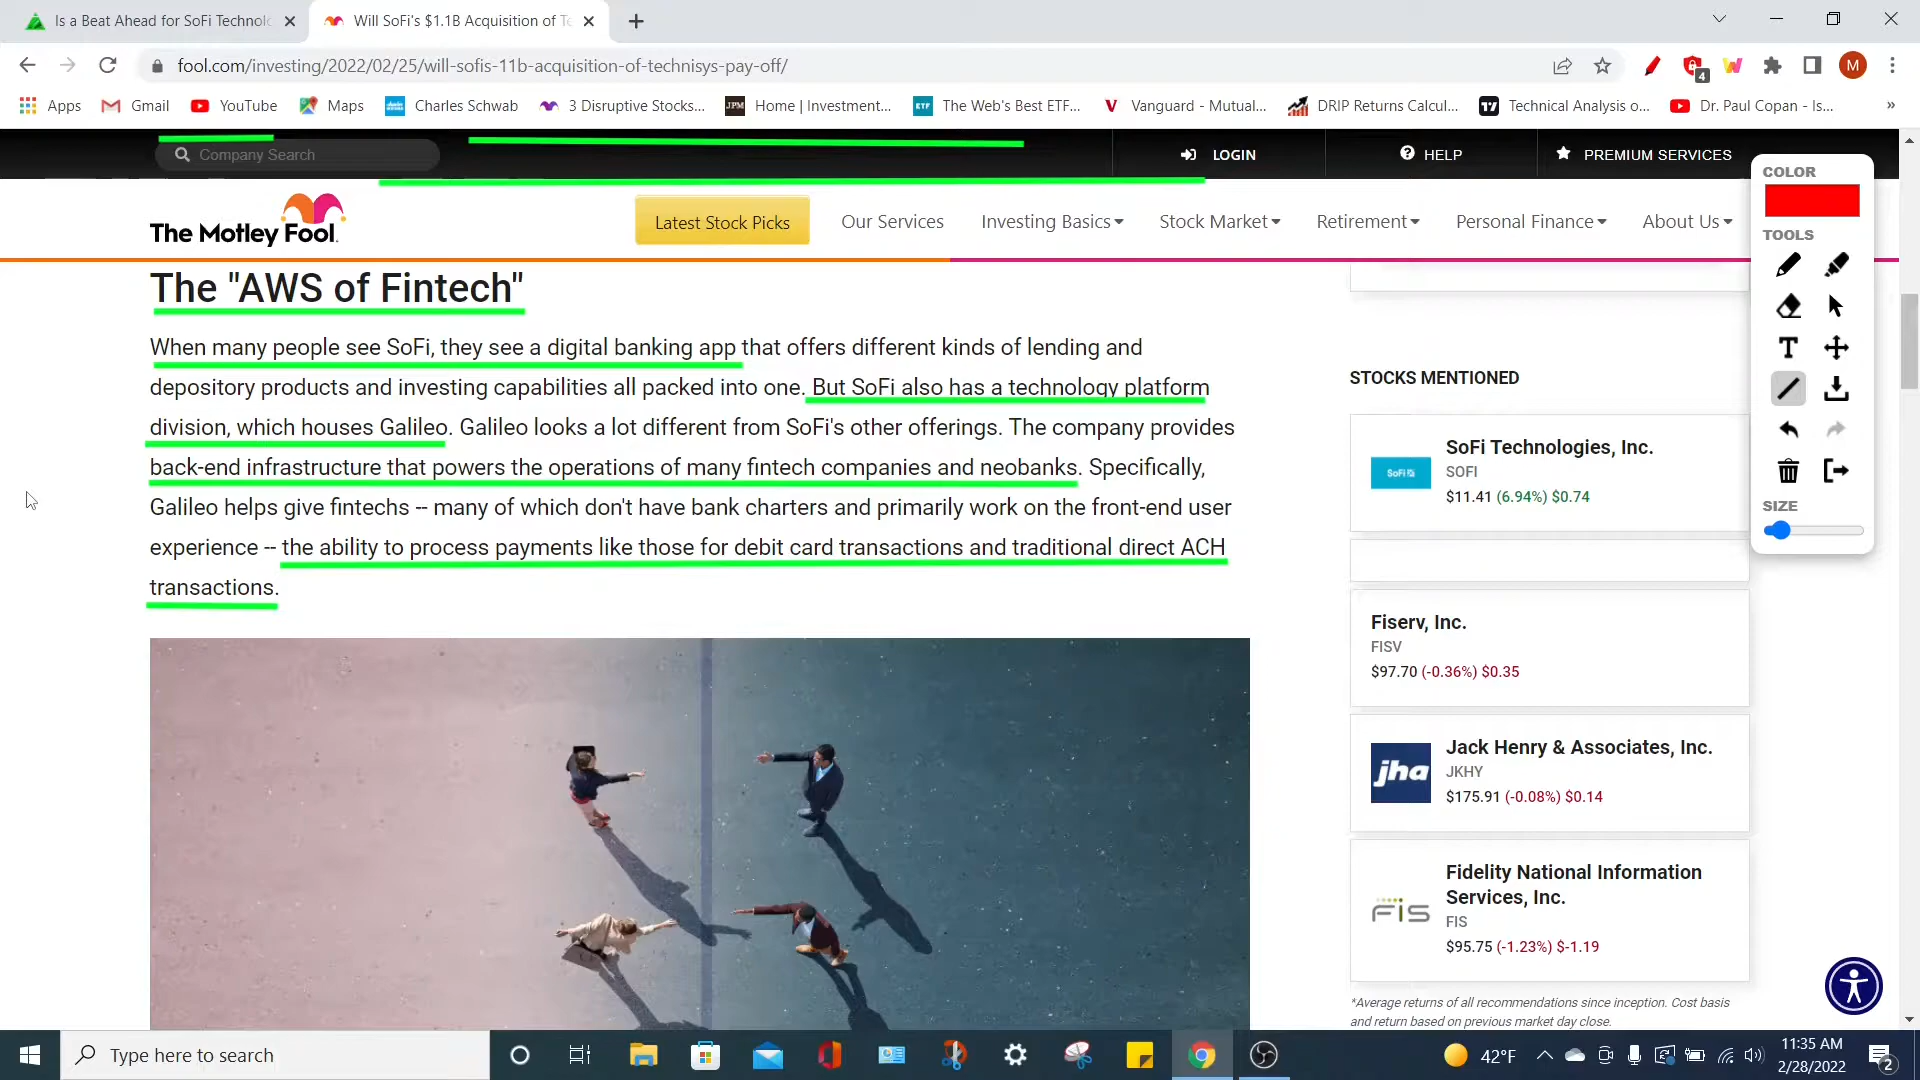 Is a Beat Ahead for SoFi Technol
Will SoFi's $1.1B Acquisition of Te
fool.com/investing/2022/02/25/will-sofis-11b-acquisition-of-technisys-pay-off/
4
M
Apps
Gmail
YouTube
Maps
Charles Schwab
3 Disruptive Stocks...
JPM
Home | Investment...
ETF
The Web's Best ETF...
V
Vanguard - Mutual...
DRIP Returns Calcul...
Technical Analysis o...
Dr. Paul Copan - Is...
»
Company Search
LOGIN
HELP
PREMIUM SERVICES
The Motley Fool.
Latest Stock Picks
Our Services
Investing Basics
Stock Market
Retirement
Personal Finance
About Us
The "AWS of Fintech"
When many people see SoFi, they see a digital banking app that offers different kinds of lending and
depository products and investing capabilities all packed into one. But SoFi also has a technology platform
division, which houses Galileo. Galileo looks a lot different from SoFi's other offerings. The company provides
back-end infrastructure that powers the operations of many fintech companies and neobanks. Specifically,
Galileo helps give fintechs -- many of which don't have bank charters and primarily work on the front-end user
experience -- the ability to process payments like those for debit card transactions and traditional direct ACH
transactions.
STOCKS MENTIONED
SoFi
SoFi Technologies, Inc.
SOFI
$11.41 (6.94%) $0.74
Fiserv, Inc.
FISV
$97.70 (-0.36%) $0.35
jha
Jack Henry & Associates, Inc.
JKHY
$175.91 (-0.08%) $0.14
FIS
Fidelity National Information
Services, Inc.
FIS
$95.75 (-1.23%) $-1.19
*Average returns of all recommendations since inception. Cost basis
and return based on previous market day close.
COLOR
TOOLS
T
SIZE
Type here to search
42°F
11:35 AM
2/28/2022
2